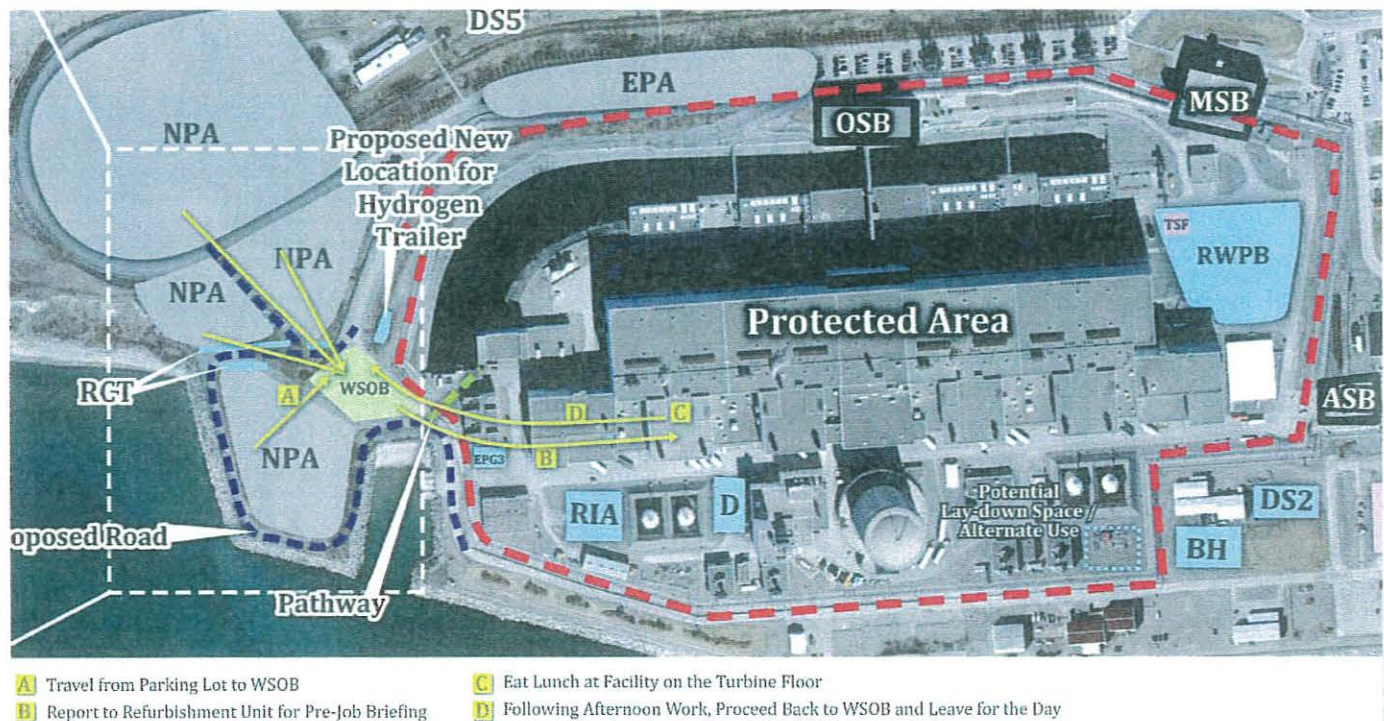 DS5
EPA
NPA
Proposed New
Location for
Hydrogen
Trailer
OSB
MSB
NPA
NPA
TSF
RWPB
Protected Area
RCT
WSOB
A
D
C
ASB
NPA
B
EPG3
RIA
D
Potential
Lay-down Space /
Alternate Use
DS2
BH
oposed Road
Pathway
A Travel from Parking Lot to WSOB
B Report to Refurbishment Unit for Pre-Job Briefing
C Eat Lunch at Facility on the Turbine Floor
D Following Afternoon Work, Proceed Back to WSOB and Leave for the Day